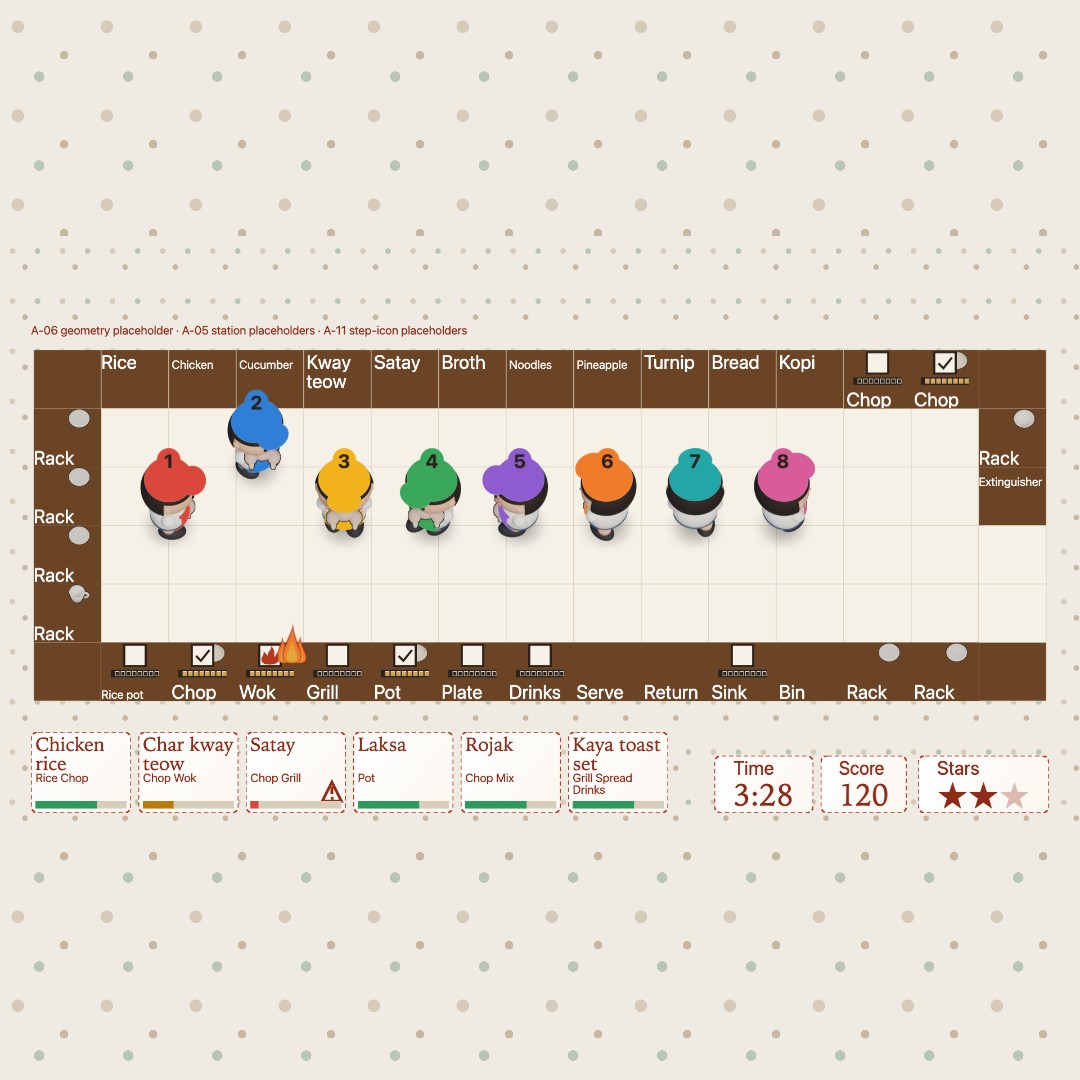 A-06 geometry placeholder · A-05 station placeholders · A-11 step-icon placeholders
Rice
Chicken
Cucumber
Kway
teow
Satay
Broth
Noodles
Pineapple
Turnip
Bread
Kopi
Chop
Chop
Rack
Rack
Rack
Rack
Rack
Extinguisher
2
1
3
4
5
6
7
8
Rice pot
Chop
Wok
Grill
Pot
Plate
Drinks
Serve
Return
Sink
Bin
Rack
Rack
Chicken
rice
Rice Chop
Char kway
teow
Chop Wok
Satay
Chop Grill
Laksa
Pot
Rojak
Chop Mix
Kaya toast
set
Grill Spread
Drinks
Time
3:28
Score
120
Stars